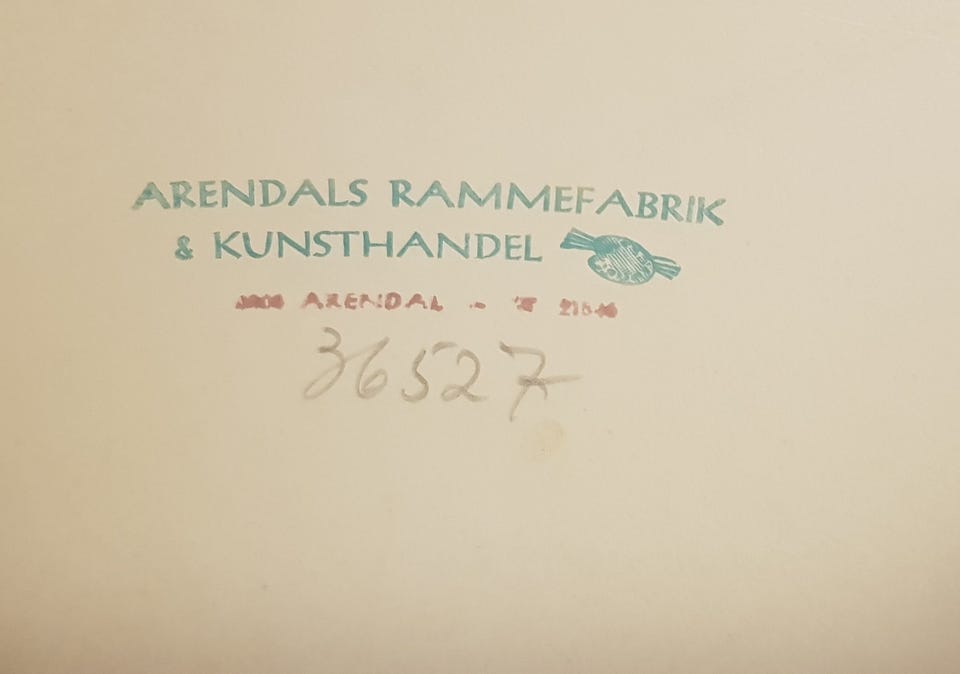 ARENDALS RAMMEFABRIK
& KUNSTHANDEL
ARENDAL -
36527